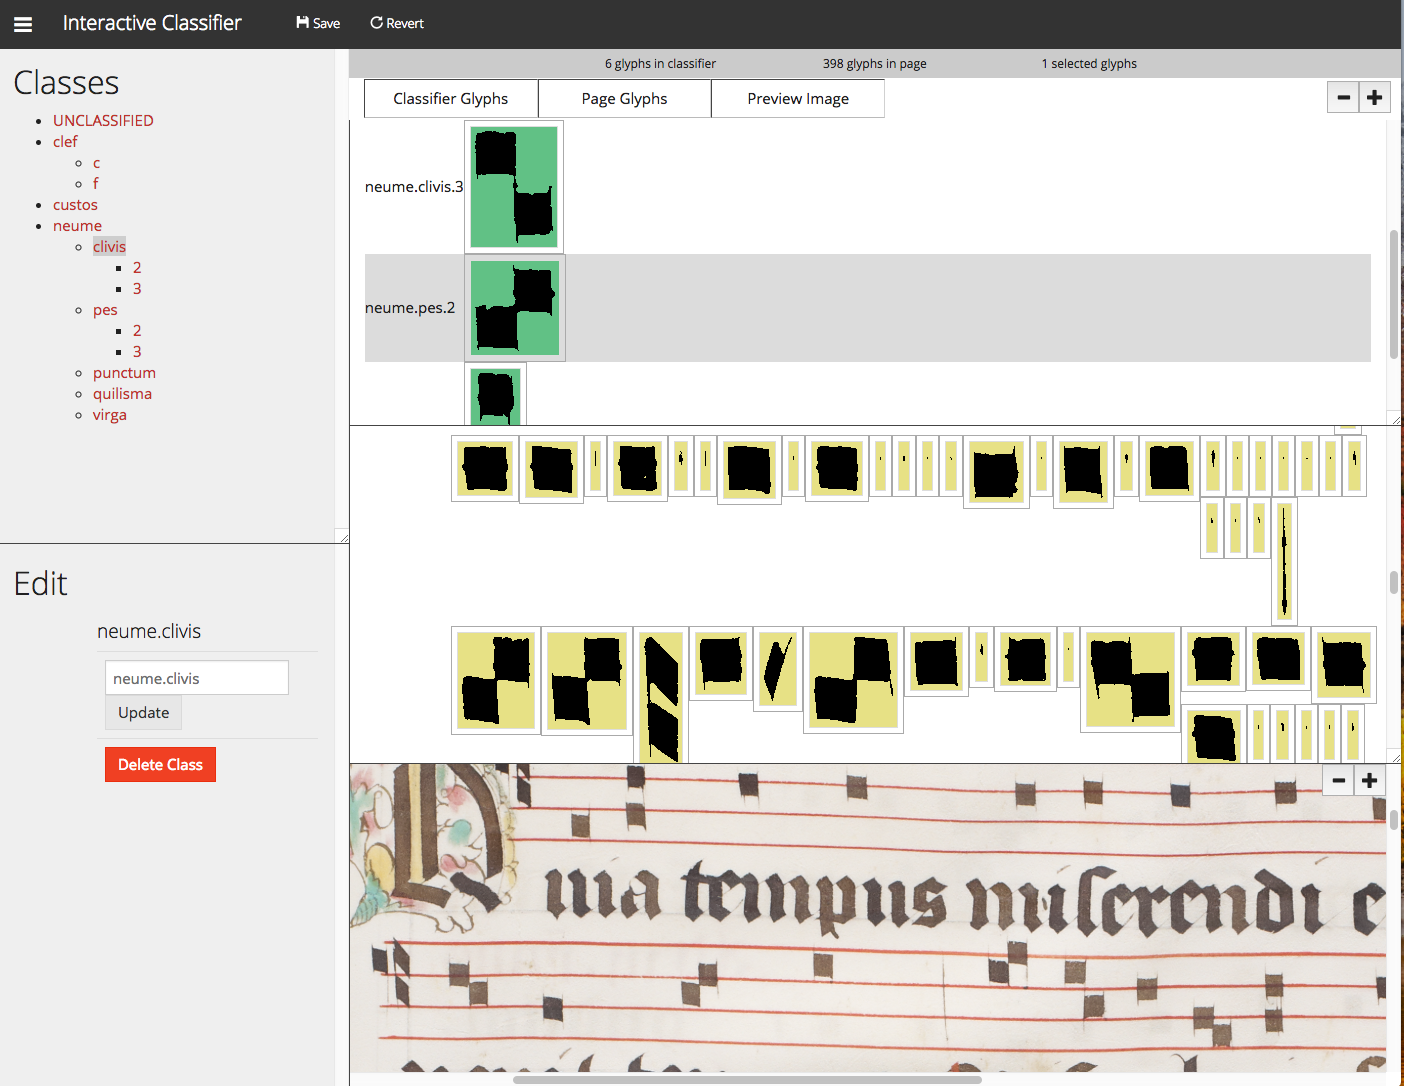 Interactive Classifier Save Revert
6 glyphs in classifier 398 glyphs in page 1 selected glyphs
Classes
UNCLASSIFIED
clef
c
f
custos
neume
clivis
2
3
pes
2
3
punctum
quilisma
virga
Edit
neume.clivis
neume.clivis
Update
Delete Class
Classifier Glyphs Page Glyphs Preview Image
neume.clivis.3
neume.pes.2
tempus miserendi